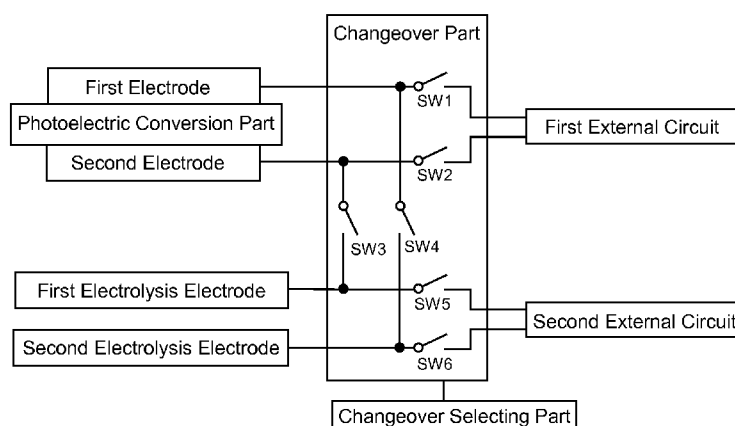 Changeover Part
First Electrode
SW1
Photoelectric Conversion Part
First External Circuit
Second Electrode
SW2
SW3
SW4
First Electrolysis Electrode
SW5
Second External Circuit
Second Electrolysis Electrode
SW6
Changeover Selecting Part